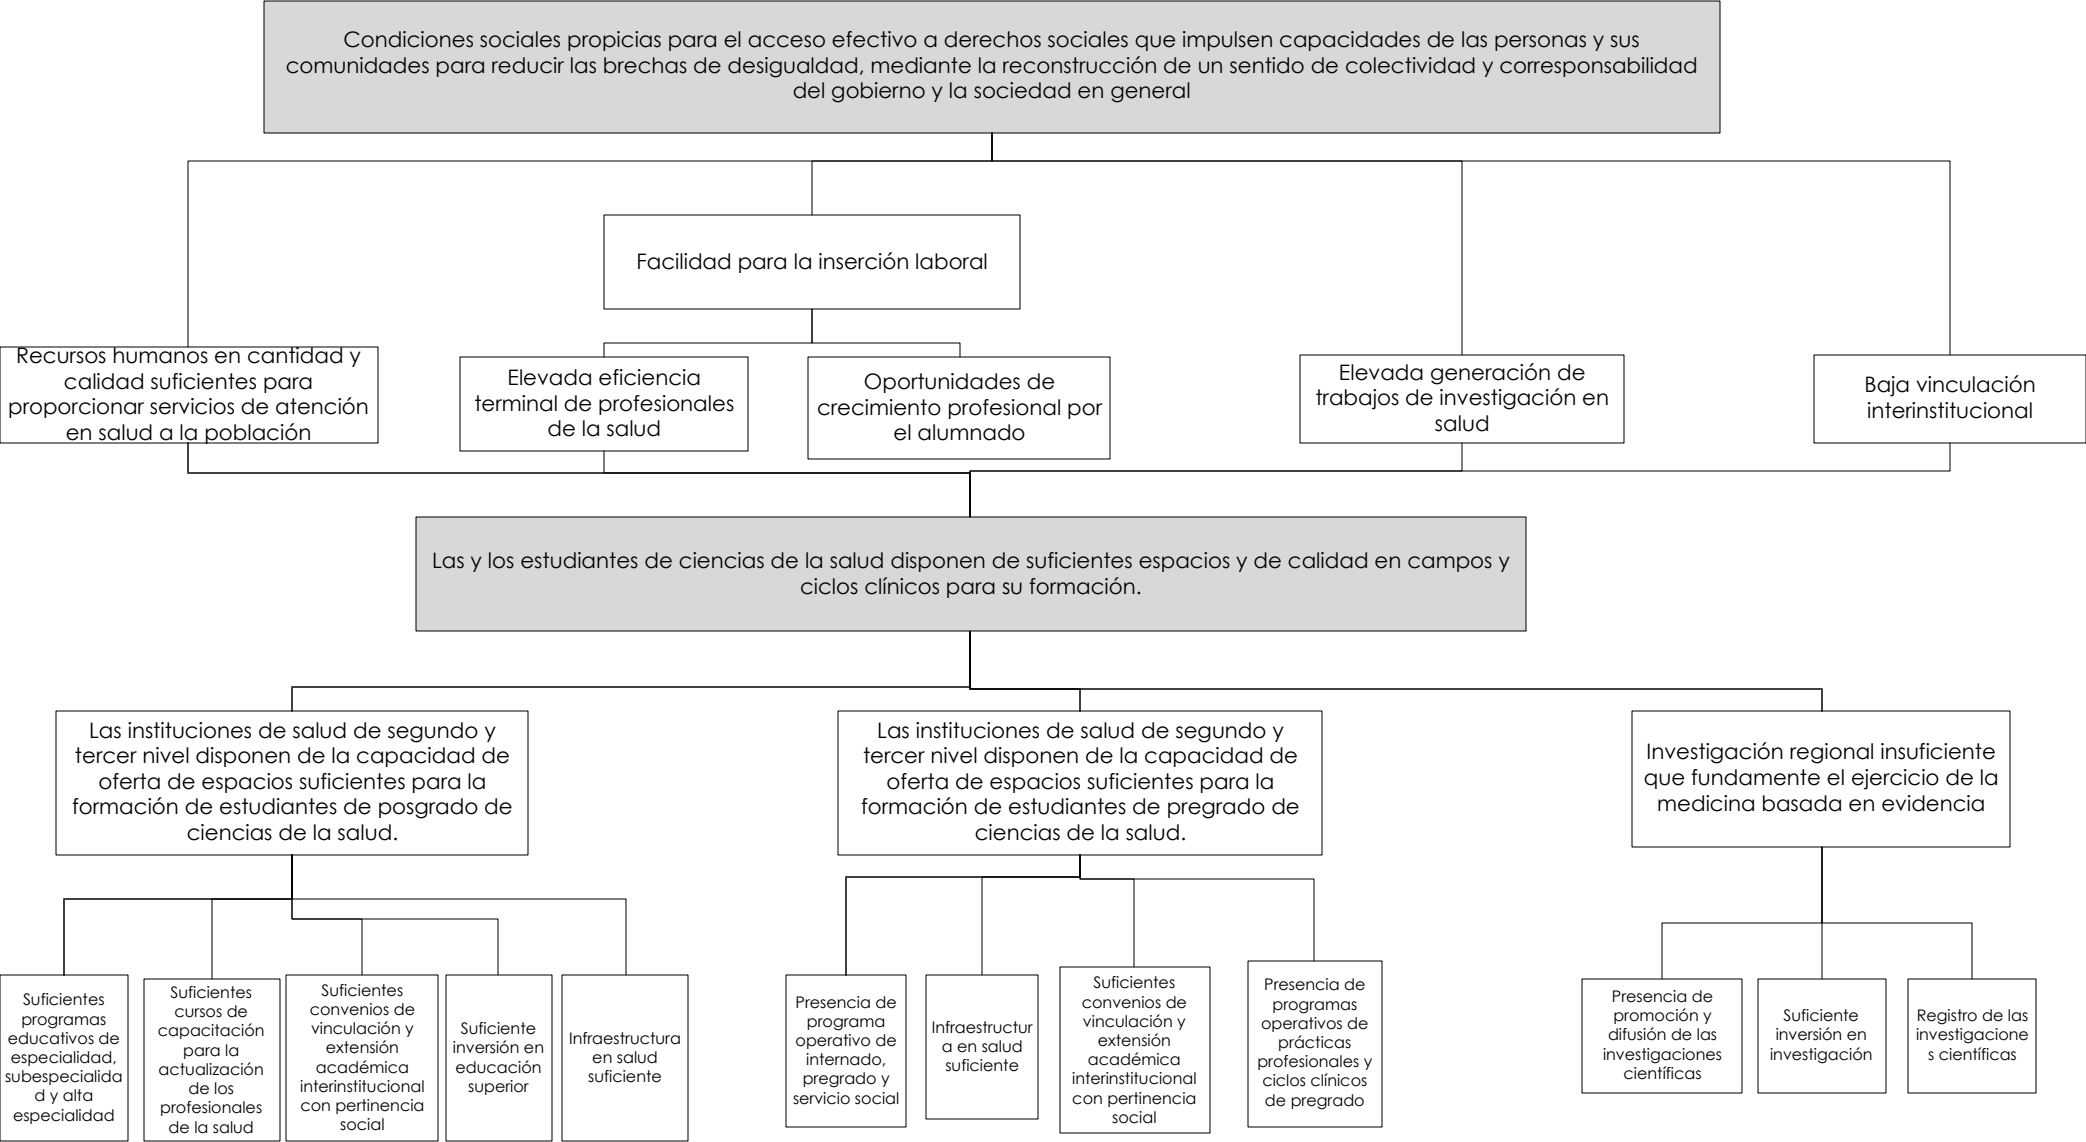 Condiciones sociales propicias para el acceso efectivo a derechos sociales que impulsen capacidades de las personas y sus
comunidades para reducir las brechas de desigualdad, mediante la reconstrucción de un sentido de colectividad y corresponsabilidad
del gobierno y la sociedad en general
Facilidad para la inserción laboral
Recursos humanos en cantidad y
calidad suficientes para
proporcionar servicios de atención
en salud a la población
Elevada eficiencia
terminal de profesionales
de la salud
Oportunidades de
crecimiento profesional por
el alumnado
Elevada generación de
trabajos de investigación en
salud
Baja vinculación
interinstitucional
Las y los estudiantes de ciencias de la salud disponen de suficientes espacios y de calidad en campos y
ciclos clínicos para su formación.
Las instituciones de salud de segundo y
tercer nivel disponen de la capacidad de
oferta de espacios suficientes para la
formación de estudiantes de posgrado de
ciencias de la salud.
Las instituciones de salud de segundo y
tercer nivel disponen de la capacidad de
oferta de espacios suficientes para la
formación de estudiantes de pregrado de
ciencias de la salud.
Investigación regional insuficiente
que fundamente el ejercicio de la
medicina basada en evidencia
Suficientes
programas
educativos de
especialidad,
subespecialida
d y alta
especialidad
Suficientes
cursos de
capacitación
para la
actualización
de los
profesionales
de la salud
Suficientes
convenios de
vinculación y
extensión
académica
interinstitucional
con pertinencia
social
Suficiente
inversión en
educación
superior
Infraestructura
en salud
suficiente
Presencia de
programa
operativo de
internado,
pregrado y
servicio social
Infraestructur
a en salud
suficiente
Suficientes
convenios de
vinculación y
extensión
académica
interinstitucional
con pertinencia
social
Presencia de
programas
operativos de
prácticas
profesionales y
ciclos clínicos
de pregrado
Presencia de
promoción y
difusión de las
investigaciones
científicas
Suficiente
inversión en
investigación
Registro de las
investigacione
s científicas